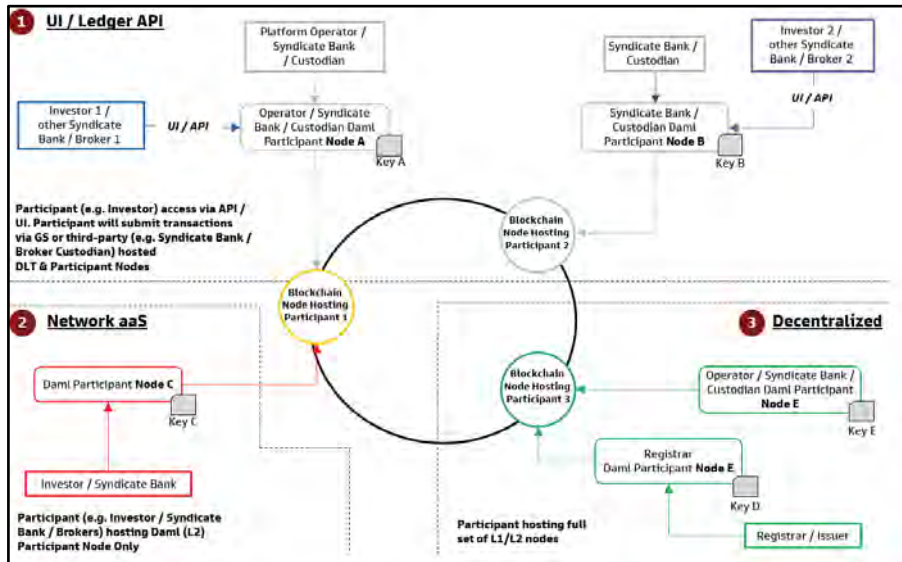 1 UI / Ledger API
Platform Operator /
Syndicate Bank
/ Custodian
Syndicate Bank /
Custodian
Investor 2 /
other Syndicate
Bank / Broker 2
UI / API
Investor 1 /
other Syndicate
Bank / Broker 1
UI / API
Operator / Syndicate
Bank / Custodian Daml
Participant Node A
Key A
Syndicate Bank /
Custodian Daml
Participant Node B
Key B
Participant (e.g. Investor) access via API /
UI. Participant will submit transactions
via GS or third-party (e.g. Syndicate Bank /
Broker Custodian) hosted
DLT & Participant Nodes
Blockchain
Node Hosting
Participant 2
Blockchain
Node Hosting
Participant 1
2 Network aaS
3 Decentralized
Daml Participant Node C
Key C
Blockchain
Node Hosting
Participant 3
Operator / Syndicate Bank /
Custodian Daml Participant
Node E
Key E
Registrar
Daml Participant Node E
Key D
Investor / Syndicate Bank
Participant (e.g. Investor / Syndicate
Bank / Brokers) hosting Daml (L2)
Participant Node Only
Participant hosting full
set of L1/L2 nodes
Registrar / Issuer